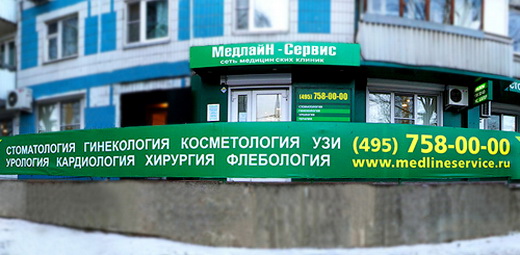 МедлайН - Сервис
сеть медицинских клиник
(495) 758-00-00
СТОМАТОЛОГИЯ ГИНЕКОЛОГИЯ КОСМЕТОЛОГИЯ УЗИ
УРОЛОГИЯ КАРДИОЛОГИЯ ХИРУРГИЯ ФЛЕБОЛОГИЯ
(495) 758-00-00
www.medlineservice.ru